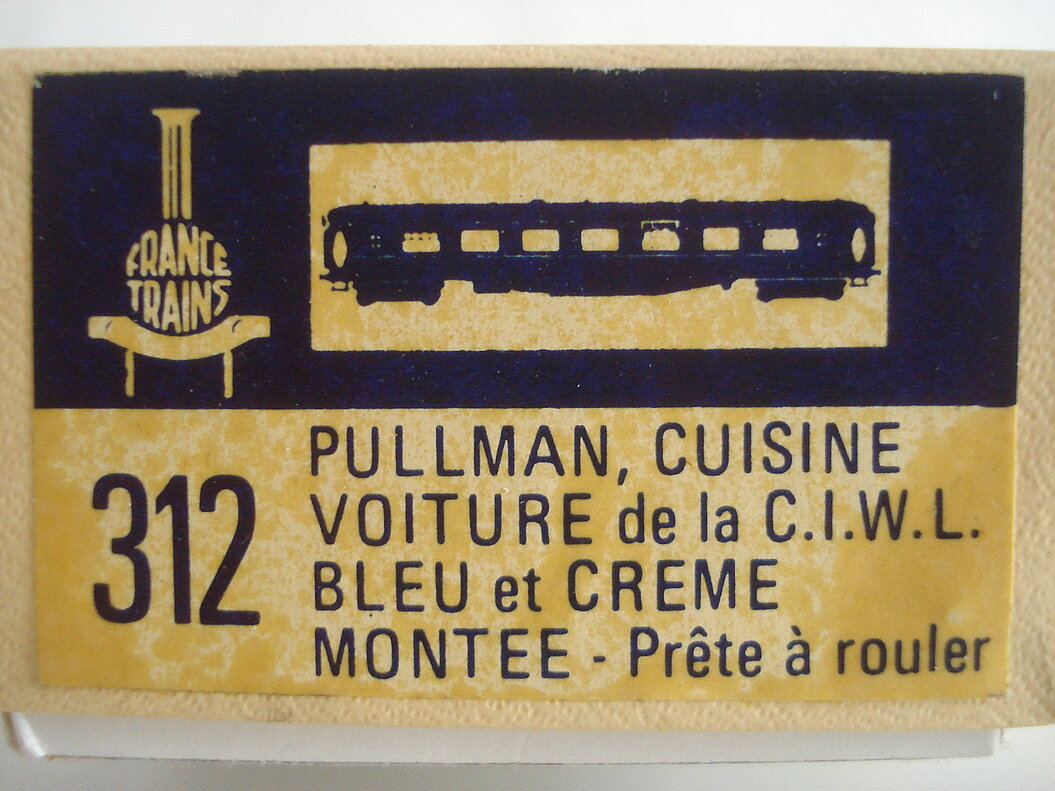 FRANCE
TRAINS
312
PULLMAN, CUISINE
VOITURE de la C.I.W.L.
BLEU et CREME
MONTEE - Prête à rouler